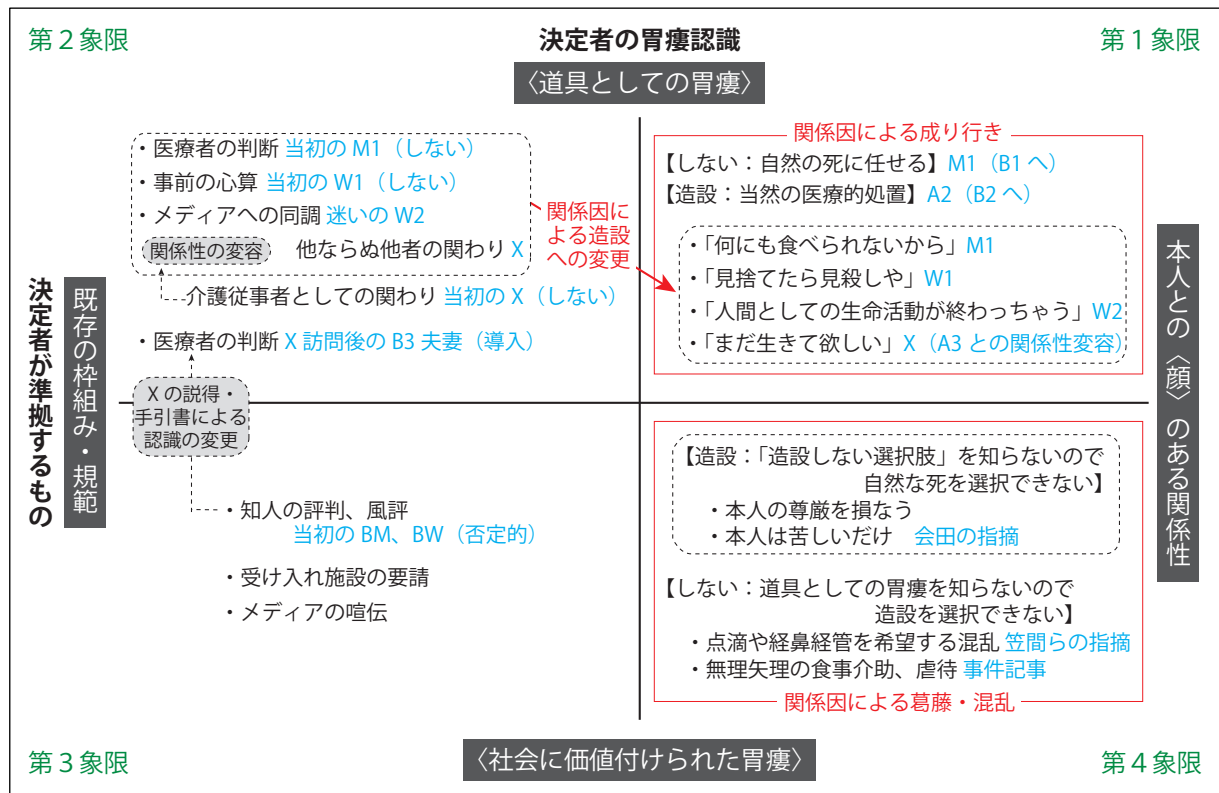 第2象限
決定者の胃瘻認識
第1象限
〈道具としての胃瘻〉
・医療者の判断 当初の M1（しない）
・事前の心算 当初の W1（しない）
・メディアへの同調 迷いの W2
関係性の変容 他ならぬ他者の関わり X
介護従事者としての関わり 当初の X（しない）
・医療者の判断 X 訪問後の B3 夫妻（導入）
関係因に
よる造設
への変更
関係因による成り行き
【しない：自然の死に任せる】M1（B1 へ）
【造設：当然の医療的処置】A2（B2 へ）
・「何にも食べられないから」M1
・「見捨てたら見殺しや」W1
・「人間としての生命活動が終わっちゃう」W2
・「まだ生きて欲しい」X（A3 との関係性変容）
決定者が準拠するもの
既存の枠組み・規範
本人との〈顔〉のある関係性
X の説得・
手引書による
認識の変更
・知人の評判、風評
当初の BM、BW（否定的）
・受け入れ施設の要請
・メディアの喧伝
【造設：「造設しない選択肢」を知らないので
自然な死を選択できない】
・本人の尊厳を損なう
・本人は苦しいだけ 会田の指摘
【しない：道具としての胃瘻を知らないので
造設を選択できない】
・点滴や経鼻経管を希望する混乱 笠間らの指摘
・無理矢理の食事介助、虐待 事件記事
関係因による葛藤・混乱
第3象限
〈社会に価値付けられた胃瘻〉
第4象限